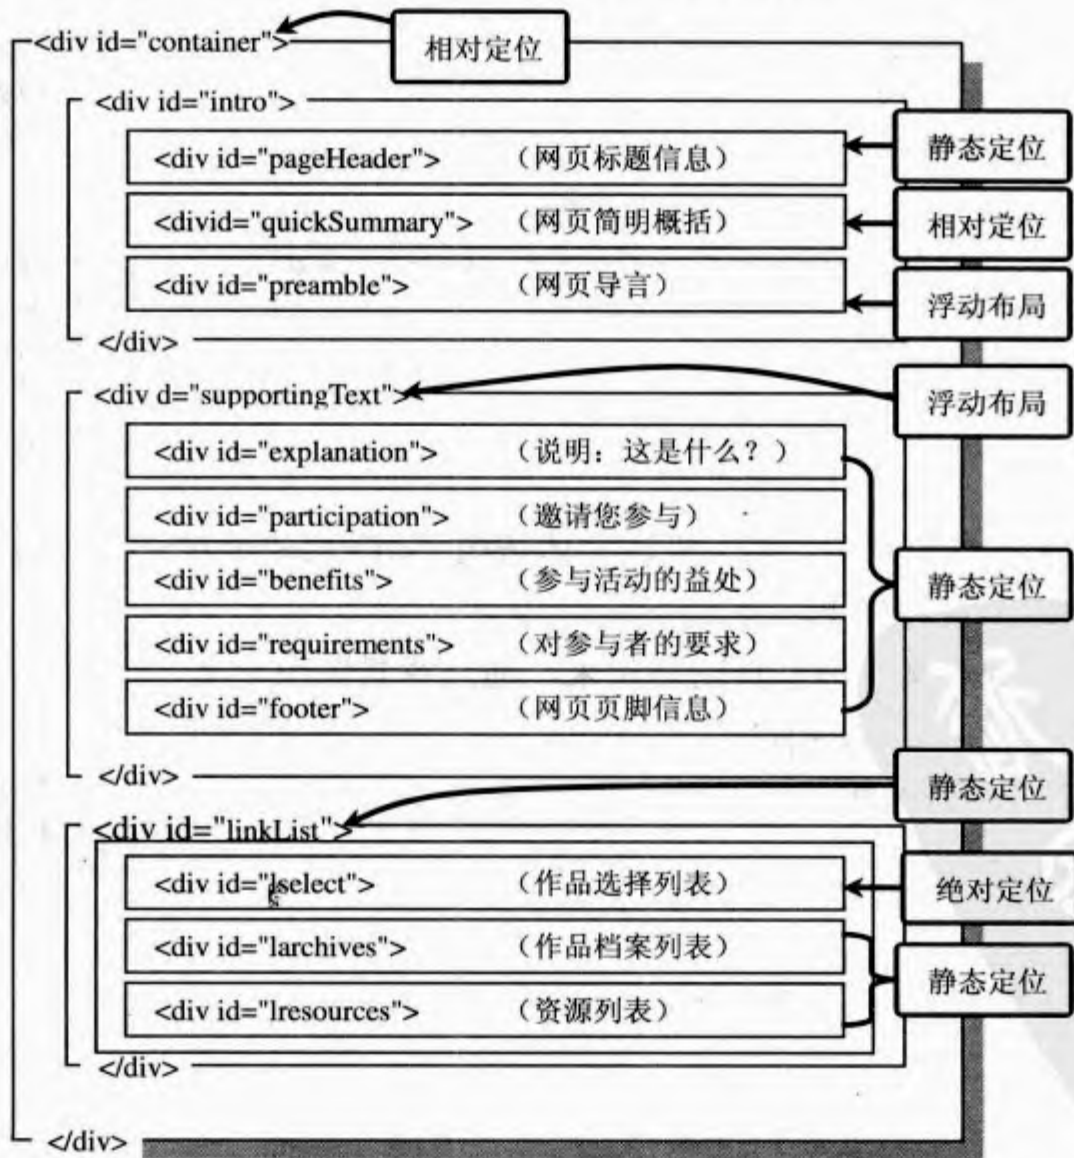 <div id="container">
相对定位
<div id="intro">
<div id="pageHeader"> （网页标题信息）
静态定位
<divid="quickSummary"> （网页简明概括）
相对定位
<div id="preamble"> （网页导言）
浮动布局
</div>
<div d="supportingText">
浮动布局
<div id="explanation"> （说明：这是什么？）
<div id="participation"> （邀请您参与）
<div id="benefits"> （参与活动的益处）
静态定位
<div id="requirements"> （对参与者的要求）
<div id="footer"> （网页页脚信息）
</div>
静态定位
<div id="linkList">
<div id="lselect"> （作品选择列表）
绝对定位
<div id="larchives"> （作品档案列表）
静态定位
<div id="lresources"> （资源列表）
</div>
</div>